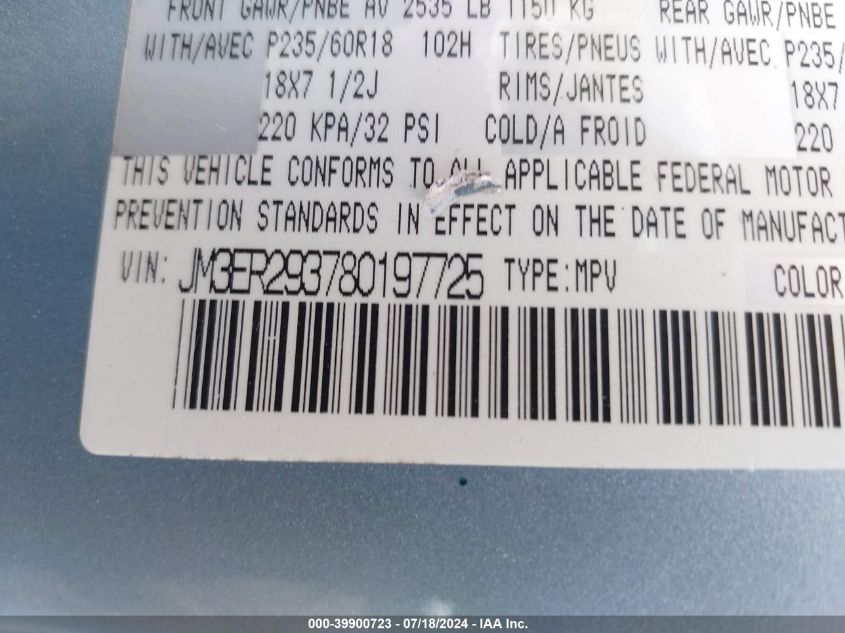 FRONT GAWR/PNBE AV 2535 LB 1150 KG REAR GAWR/PNBE
WITH/AVEC P235/60R18 102H TIRES/PNEUS WITH/AVEC P235/
18X7 1/2J RIMS/JANTES 18X7
220 KPA/32 PSI COLD/A FROID 220
THIS VEHICLE CONFORMS TO ALL APPLICABLE FEDERAL MOTOR
PREVENTION STANDARDS IN EFFECT ON THE DATE OF MANUFACT
VIN: JM3ER293780197725 TYPE:MPV COLOR
000-39900723 - 07/18/2024 - IAA Inc.